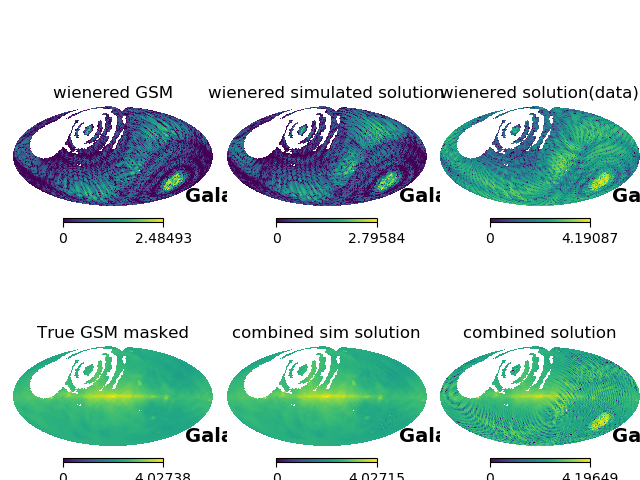 wienered GSM
wienered simulated solution
wienered solution(data)
Gala
Gala
Ga
0 2.48493
0 2.79584
0 4.19087
True GSM masked
combined sim solution
combined solution
Gala
Gala
Ga
0 4.02738
0 4.02715
0 4.19649